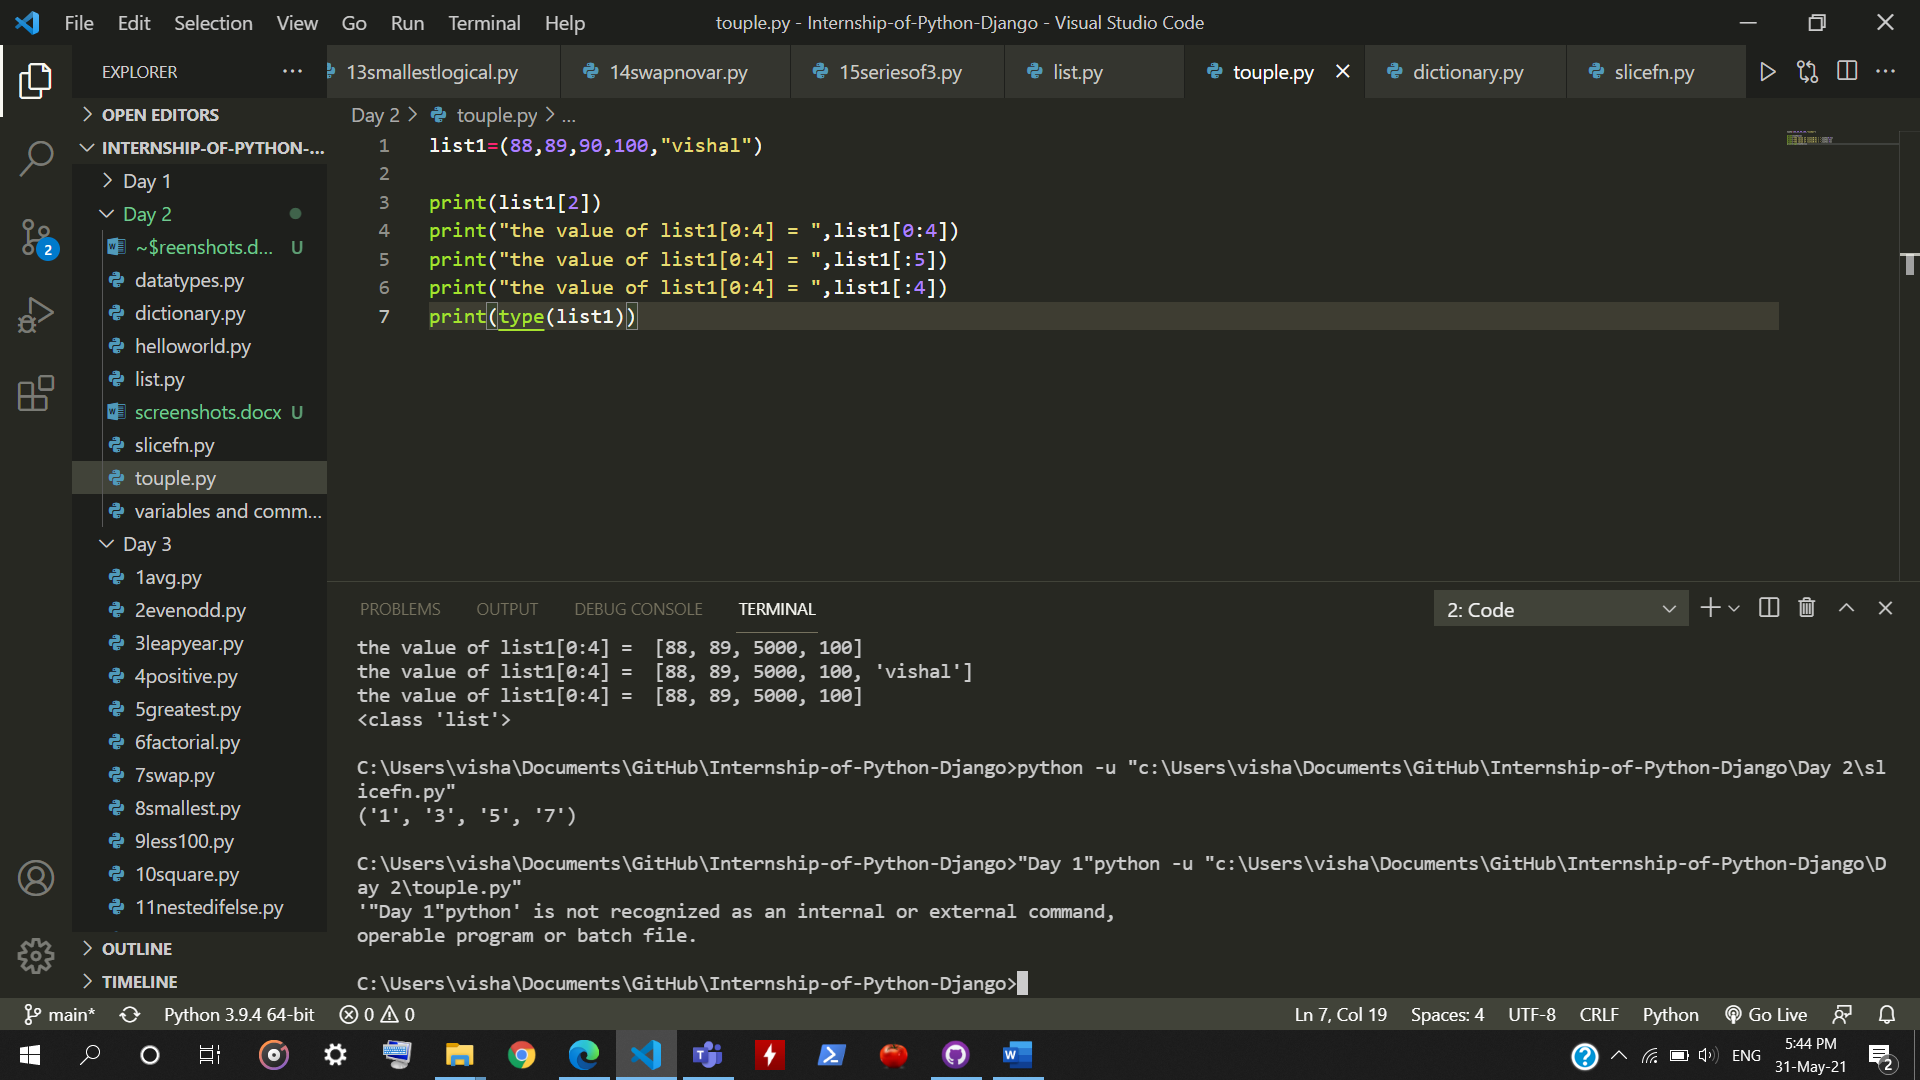 File Edit Selection View Go Run Terminal Help
touple.py - Internship-of-Python-Django - Visual Studio Code
EXPLORER
13smallestlogical.py 14swapnovar.py 15seriesof3.py list.py touple.py dictionary.py slicefn.py
OPEN EDITORS
INTERNSHIP-OF-PYTHON-...
Day 1
Day 2
~$reenshots.d... U
datatypes.py
dictionary.py
helloworld.py
list.py
screenshots.docx U
slicefn.py
touple.py
variables and comm...
Day 3
1avg.py
2evenodd.py
3leapyear.py
4positive.py
5greatest.py
6factorial.py
7swap.py
8smallest.py
9less100.py
10square.py
11nestedifelse.py
OUTLINE
TIMELINE
2
Day 2 > touple.py > ...
1 list1=(88,89,90,100,"vishal")
2
3 print(list1[2])
4 print("the value of list1[0:4] = ",list1[0:4])
5 print("the value of list1[0:4] = ",list1[:5])
6 print("the value of list1[0:4] = ",list1[:4])
7 print(type(list1))
PROBLEMS OUTPUT DEBUG CONSOLE TERMINAL
2: Code
the value of list1[0:4] =  [88, 89, 5000, 100]
the value of list1[0:4] =  [88, 89, 5000, 100, 'vishal']
the value of list1[0:4] =  [88, 89, 5000, 100]
<class 'list'>
C:\Users\visha\Documents\GitHub\Internship-of-Python-Django>python -u "c:\Users\visha\Documents\GitHub\Internship-of-Python-Django\Day 2\sl
icefn.py"
('1', '3', '5', '7')
C:\Users\visha\Documents\GitHub\Internship-of-Python-Django>"Day 1"python -u "c:\Users\visha\Documents\GitHub\Internship-of-Python-Django\D
ay 2\touple.py"
'"Day 1"python' is not recognized as an internal or external command,
operable program or batch file.
C:\Users\visha\Documents\GitHub\Internship-of-Python-Django>
main* Python 3.9.4 64-bit 0 0 Ln 7, Col 19 Spaces: 4 UTF-8 CRLF Python Go Live
ENG
5:44 PM
31-May-21
2